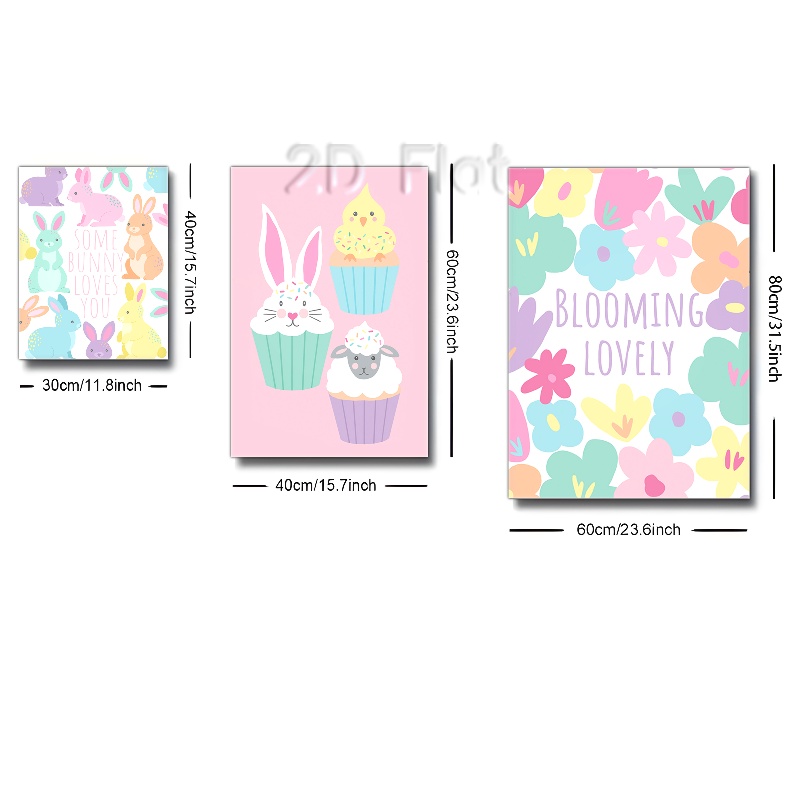 2D Flat
SOME
BUNNY
LOVES
YOU
40cm/15.7inch
30cm/11.8inch
60cm/23.6inch
40cm/15.7inch
BLOOMING
LOVELY
80cm/31.5inch
60cm/23.6inch